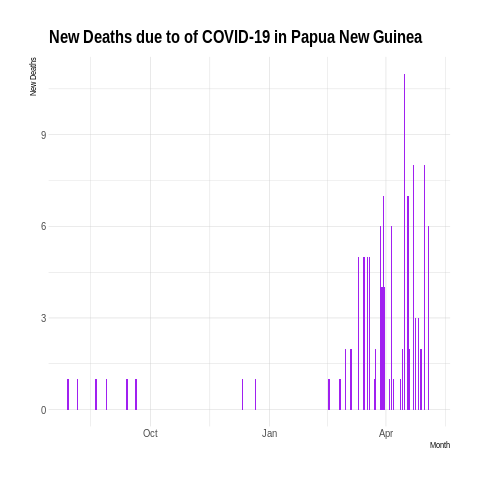 New Deaths due to of COVID-19 in Papua New Guinea
New Deaths
9
6
3
0
Oct Jan Apr
Month